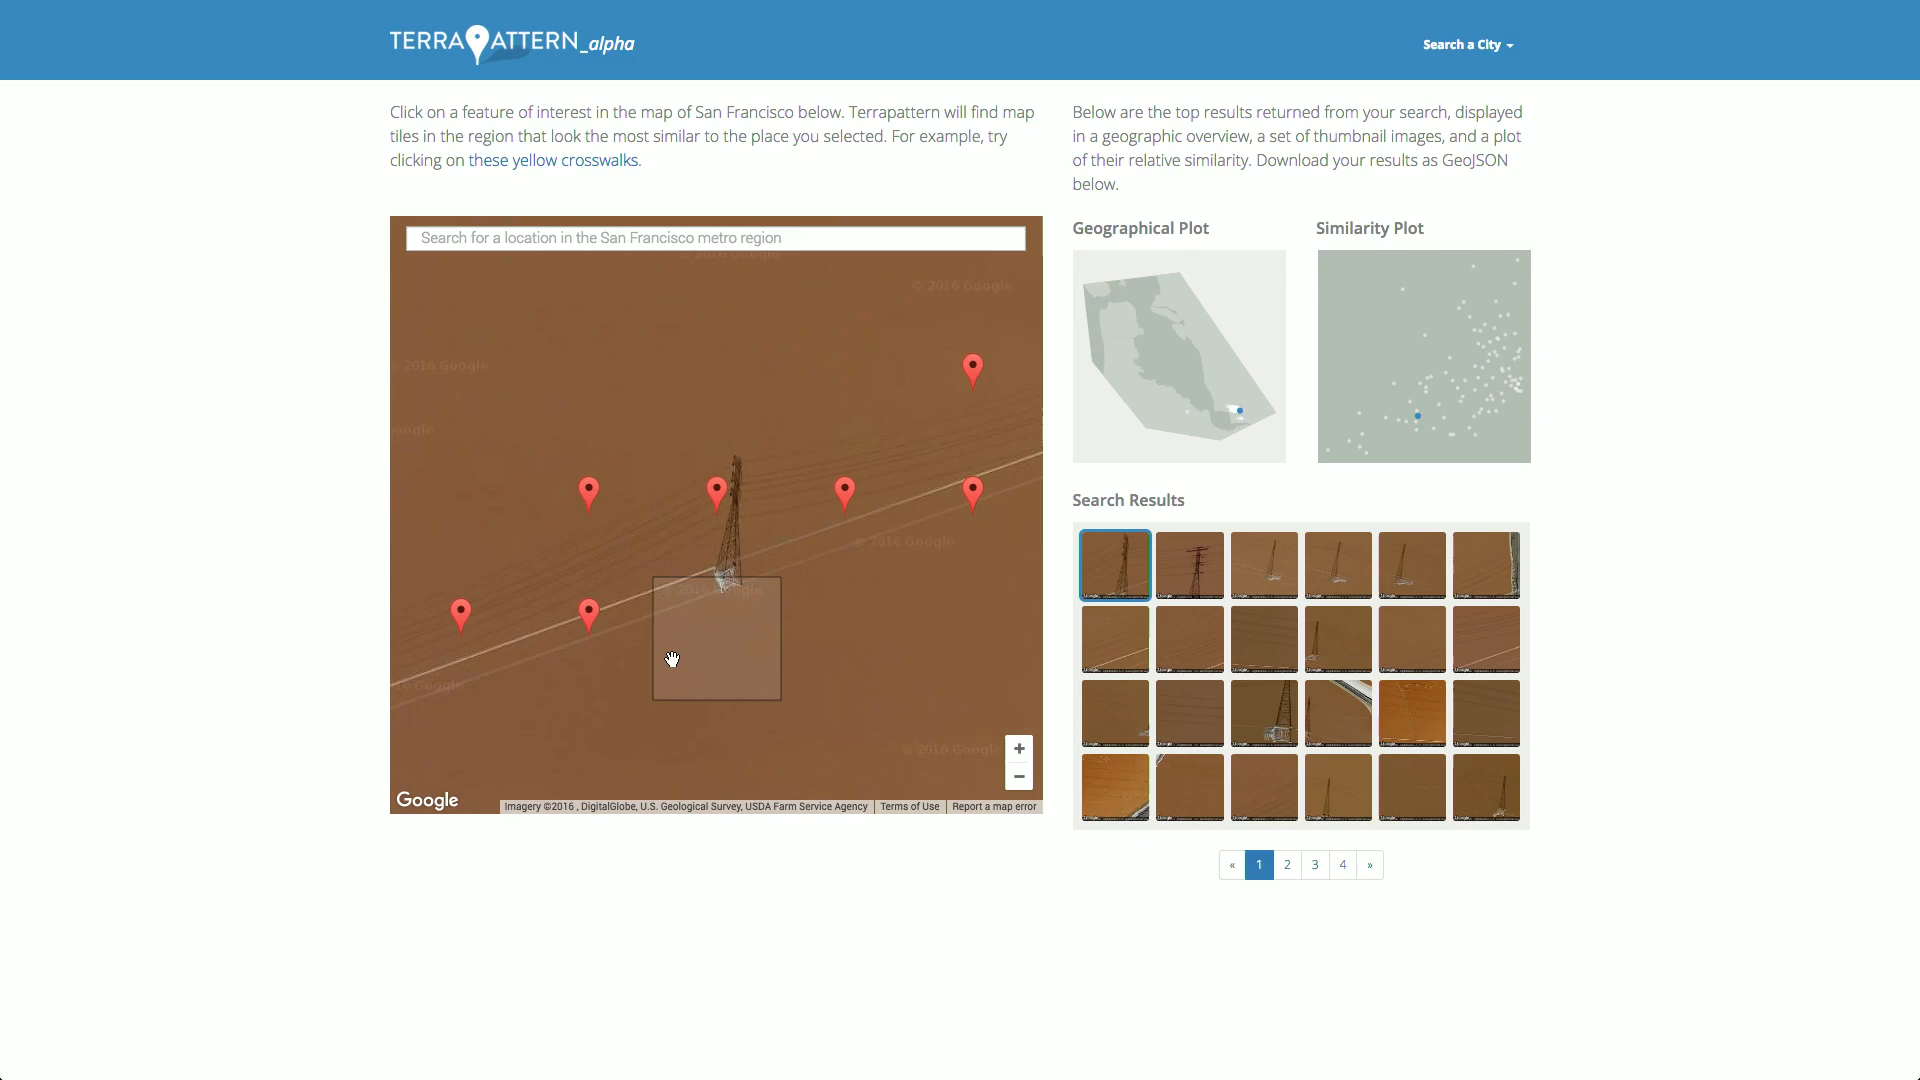 TERRAPATTERN_alpha
Search a City
Click on a feature of interest in the map of San Francisco below. Terrapattern will find map
tiles in the region that look the most similar to the place you selected. For example, try
clicking on these yellow crosswalks.
Below are the top results returned from your search, displayed
in a geographic overview, a set of thumbnail images, and a plot
of their relative similarity. Download your results as GeoJSON
below.
Search for a location in the San Francisco metro region
© 2016 Google
© 2016 Google
© 2016 Google
© 2016 Google
© 2016 Google
© 2016 Google
Google
Imagery ©2016 , DigitalGlobe, U.S. Geological Survey, USDA Farm Service Agency
Terms of Use
Report a map error
Geographical Plot
Similarity Plot
Search Results
« 1 2 3 4 »